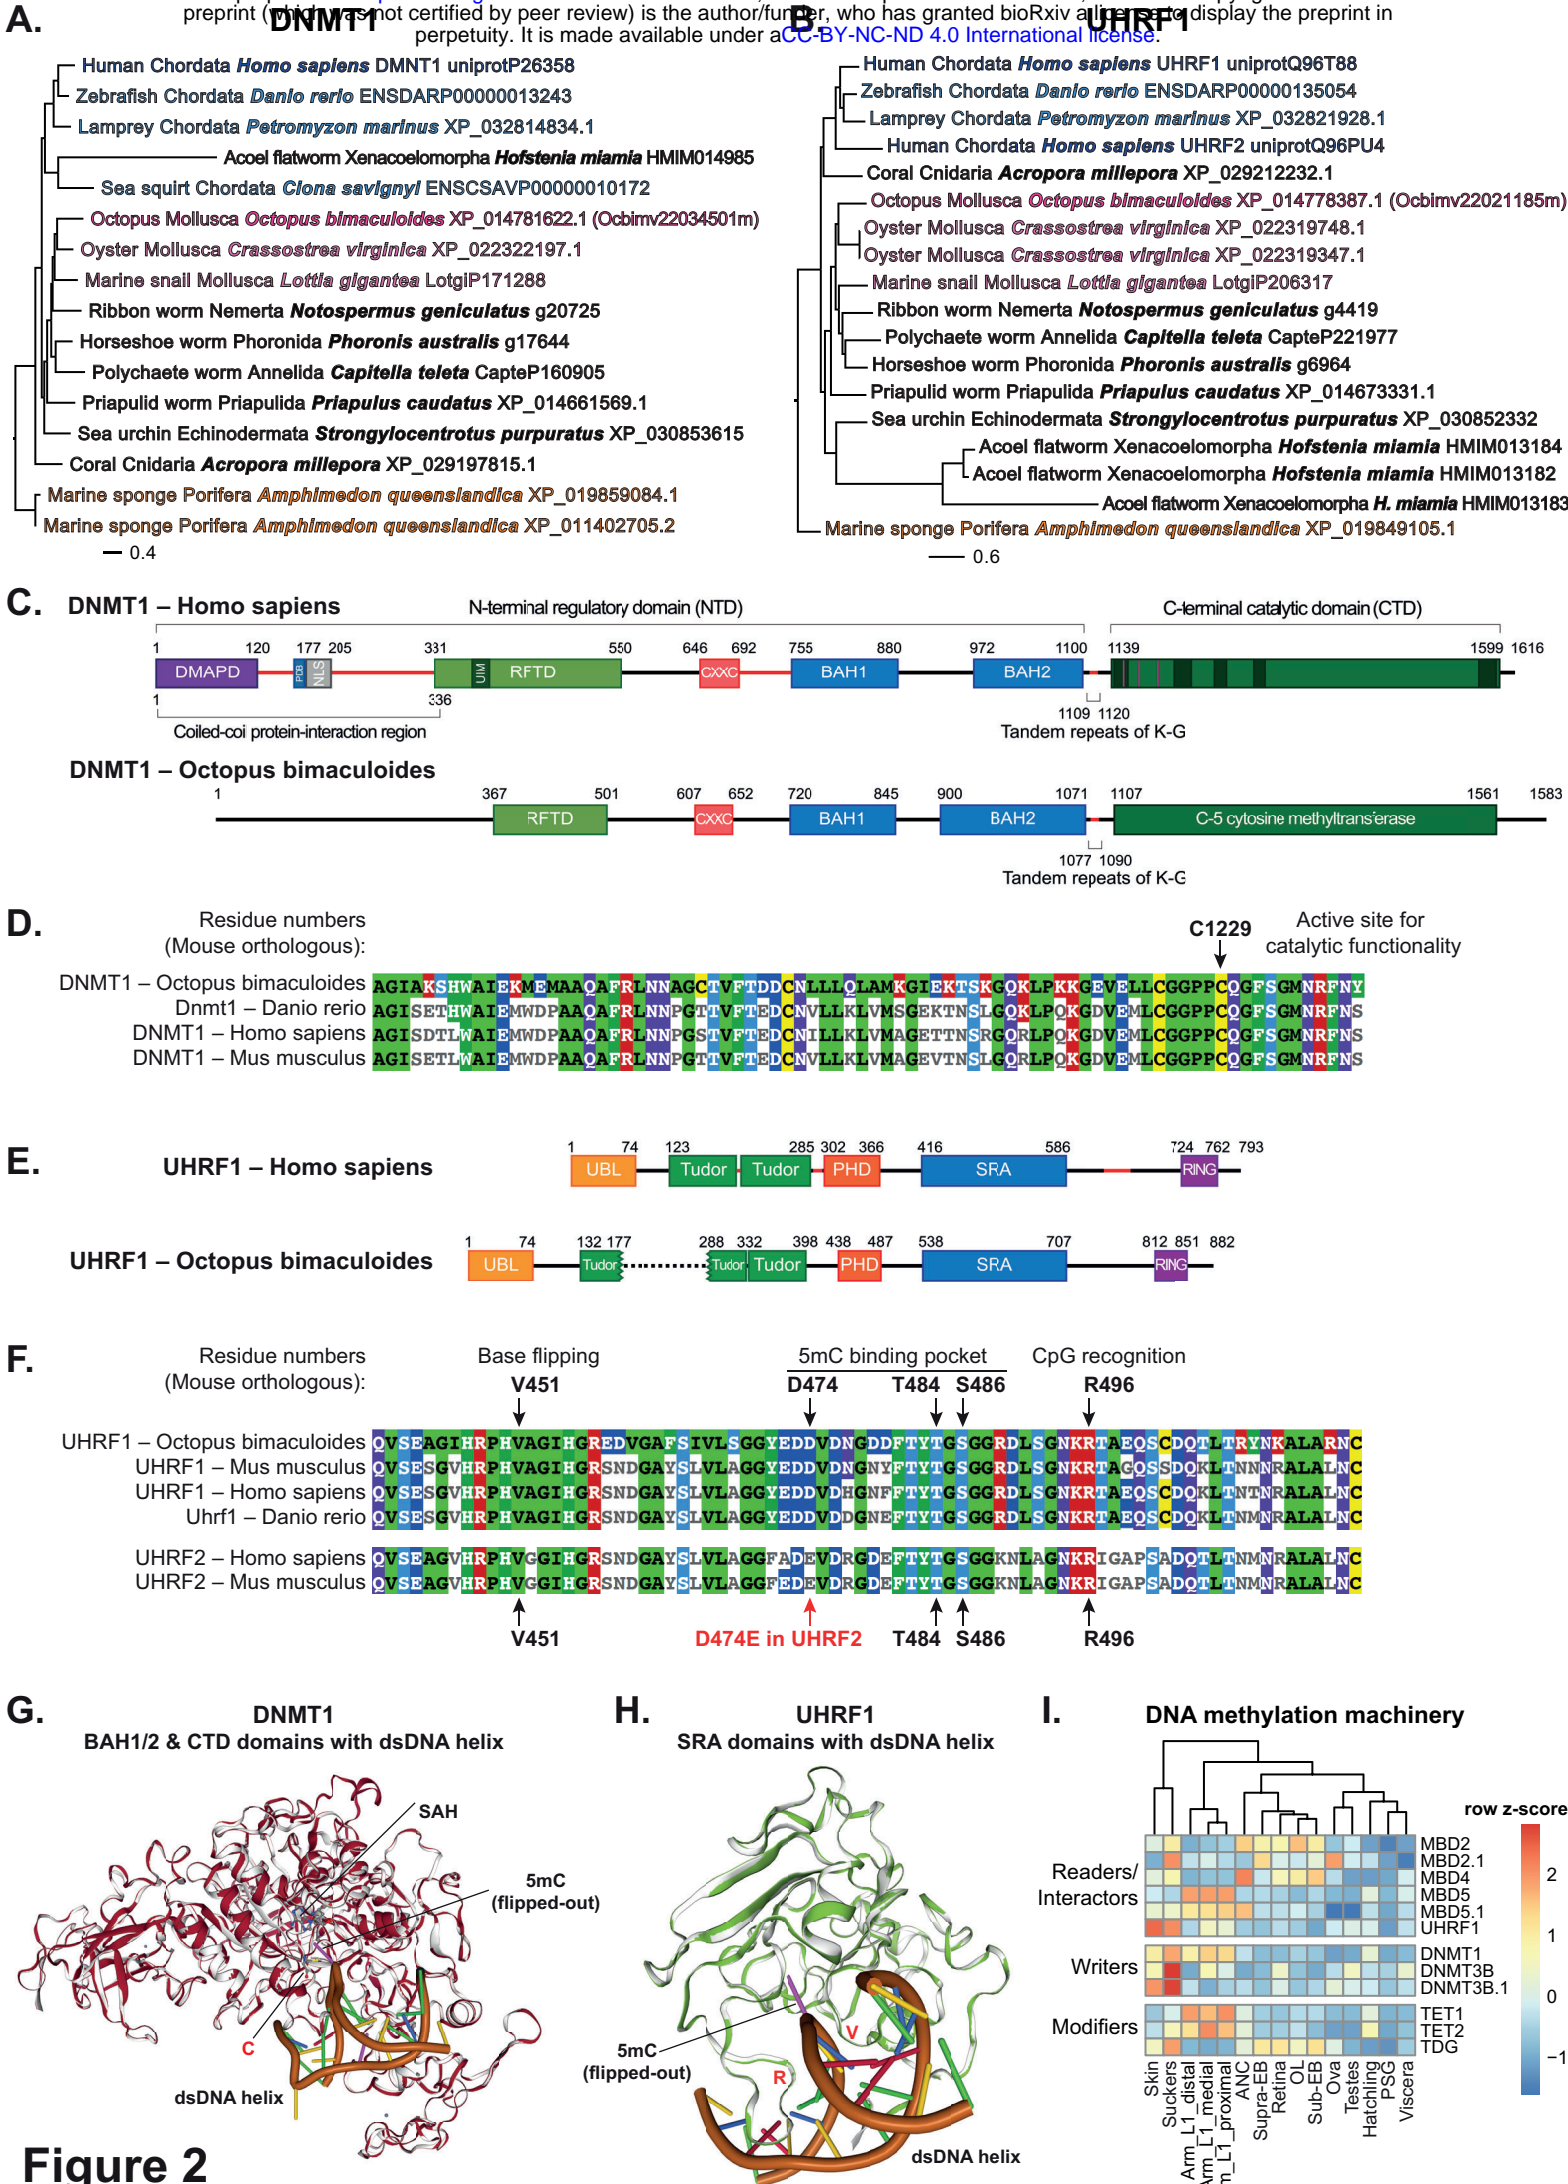 preprint (which was not certified by peer review) is the author/funder, who has granted bioRxiv a license to display the preprint in
perpetuity. It is made available under aCC-BY-NC-ND 4.0 International license.
A. DNMT1
Human Chordata Homo sapiens DMNT1 uniprotP26358
Zebrafish Chordata Danio rerio ENSDARP00000013243
Lamprey Chordata Petromyzon marinus XP_032814834.1
Acoel flatworm Xenacoelomorpha Hofstenia miamia HMIM014985
Sea squirt Chordata Ciona savignyi ENSCSAVP00000010172
Octopus Mollusca Octopus bimaculoides XP_014781622.1 (Ocbimv22034501m)
Oyster Mollusca Crassostrea virginica XP_022322197.1
Marine snail Mollusca Lottia gigantea LotgiP171288
Ribbon worm Nemerta Notospermus geniculatus g20725
Horseshoe worm Phoronida Phoronis australis g17644
Polychaete worm Annelida Capitella teleta CapteP160905
Priapulid worm Priapulida Priapulus caudatus XP_014661569.1
Sea urchin Echinodermata Strongylocentrotus purpuratus XP_030853615
Coral Cnidaria Acropora millepora XP_029197815.1
Marine sponge Porifera Amphimedon queenslandica XP_019859084.1
Marine sponge Porifera Amphimedon queenslandica XP_011402705.2
0.4
B. UHRF1
Human Chordata Homo sapiens UHRF1 uniprotQ96T88
Zebrafish Chordata Danio rerio ENSDARP00000135054
Lamprey Chordata Petromyzon marinus XP_032821928.1
Human Chordata Homo sapiens UHRF2 uniprotQ96PU4
Coral Cnidaria Acropora millepora XP_029212232.1
Octopus Mollusca Octopus bimaculoides XP_014778387.1 (Ocbimv22021185m)
Oyster Mollusca Crassostrea virginica XP_022319748.1
Oyster Mollusca Crassostrea virginica XP_022319347.1
Marine snail Mollusca Lottia gigantea LotgiP206317
Ribbon worm Nemerta Notospermus geniculatus g4419
Polychaete worm Annelida Capitella teleta CapteP221977
Horseshoe worm Phoronida Phoronis australis g6964
Priapulid worm Priapulida Priapulus caudatus XP_014673331.1
Sea urchin Echinodermata Strongylocentrotus purpuratus XP_030852332
Acoel flatworm Xenacoelomorpha Hofstenia miamia HMIM013184
Acoel flatworm Xenacoelomorpha Hofstenia miamia HMIM013182
Acoel flatworm Xenacoelomorpha H. miamia HMIM013183
Marine sponge Porifera Amphimedon queenslandica XP_019849105.1
0.6
C. DNMT1 – Homo sapiens
N-terminal regulatory domain (NTD) C-terminal catalytic domain (CTD)
1 120 177 205 331 550 646 692 755 880 972 1100 1139 1599 1616
DMAPD PDB NLS UIM RFTD CXXC BAH1 BAH2
1 336 1109 1120
Coiled-coi protein-interaction region Tandem repeats of K-G
DNMT1 – Octopus bimaculoides
1 367 501 607 652 720 845 900 1071 1107 1561 1583
RFTD CXXC BAH1 BAH2 C-5 cytosine methyltransferase
1077 1090
Tandem repeats of K-G
D. Residue numbers
(Mouse orthologous):
C1229
Active site for
catalytic functionality
DNMT1 – Octopus bimaculoides AGIAKSHWAIEKMEMAAQAFRLNNAGCTVFTDDCNLLLQLAMKGIEKTSKGQKLPKKGEVELLCGGPPCQGFSGMNRFNY
Dnmt1 – Danio rerio AGISETHWAIEMWDPAAQAFRLNNPGTTVFTEDCNVLLKLVMSGEKTNSLGQKLPQKGDVEMLCGGPPCQGFSGMNRFNS
DNMT1 – Homo sapiens AGISDTLWAIEMWDPAAQAFRLNNPGSTVFTEDCNILLKLVMAGETTNSRGQRLPQKGDVEMLCGGPPCQGFSGMNRFNS
DNMT1 – Mus musculus AGISETLWAIEMWDPAAQAFRLNNPGTTVFTEDCNVLLKLVMAGEVTNSLGQRLPQKGDVEMLCGGPPCQGFSGMNRFNS
E. UHRF1 – Homo sapiens
1 74 123 285 302 366 416 586 724 762 793
UBL Tudor Tudor PHD SRA RING
UHRF1 – Octopus bimaculoides
1 74 132 177 288 332 398 438 487 538 707 812 851 882
UBL Tudor Tudor Tudor PHD SRA RING
F. Residue numbers
(Mouse orthologous):
Base flipping 5mC binding pocket CpG recognition
V451 D474 T484 S486 R496
UHRF1 – Octopus bimaculoides QVSEAGIHRPHVAGIHGREDVGAFSIVLSGGYEDDVDNGDDFTYTGSGGRDLSGNKRTAEQSCDQTLTRYNKALARNC
UHRF1 – Mus musculus QVSESGVHRPHVAGIHGRSNDGAYSLVLAGGYEDDVDNGNYFTYTGSGGRDLSGNKRTAGQSSDQKLTNNNRALALNC
UHRF1 – Homo sapiens QVSESGVHRPHVAGIHGRSNDGAYSLVLAGGYEDDVDHGNFFTYTGSGGRDLSGNKRTAEQSCDQKLTNTNRALALNC
Uhrf1 – Danio rerio QVSESGVHRPHVAGIHGRSNDGAYSLVLAGGYEDDVDDGNEFTYTGSGGRDLSGNKRTAEQSCDQKLTNMNRALALNC
UHRF2 – Homo sapiens QVSEAGVHRPHVGGIHGRSNDGAYSLVLAGGFADEVDRGDEFTYTGSGGKNLAGNKRIGAPSADQTLTNMNRALALNC
UHRF2 – Mus musculus QVSEAGVHRPHVGGIHGRSNDGAYSLVLAGGFEDEVDRGDEFTYTGSGGKNLAGNKRIGAPSADQTLTNMNRALALNC
V451 D474E in UHRF2 T484 S486 R496
G. DNMT1
BAH1/2 & CTD domains with dsDNA helix
SAH
5mC
(flipped-out)
C
dsDNA helix
H. UHRF1
SRA domains with dsDNA helix
5mC
(flipped-out)
V
R
dsDNA helix
I. DNA methylation machinery
row z-score
2
1
0
−1
Readers/
Interactors
MBD2
MBD2.1
MBD4
MBD5
MBD5.1
UHRF1
Writers
DNMT1
DNMT3B
DNMT3B.1
Modifiers
TET1
TET2
TDG
Skin
Suckers
Arm_L1_distal
Arm_L1_medial
m_L1_proximal
ANC
Supra-EB
Retina
OL
Sub-EB
Ova
Testes
Hatchling
PSG
Viscera
Figure 2